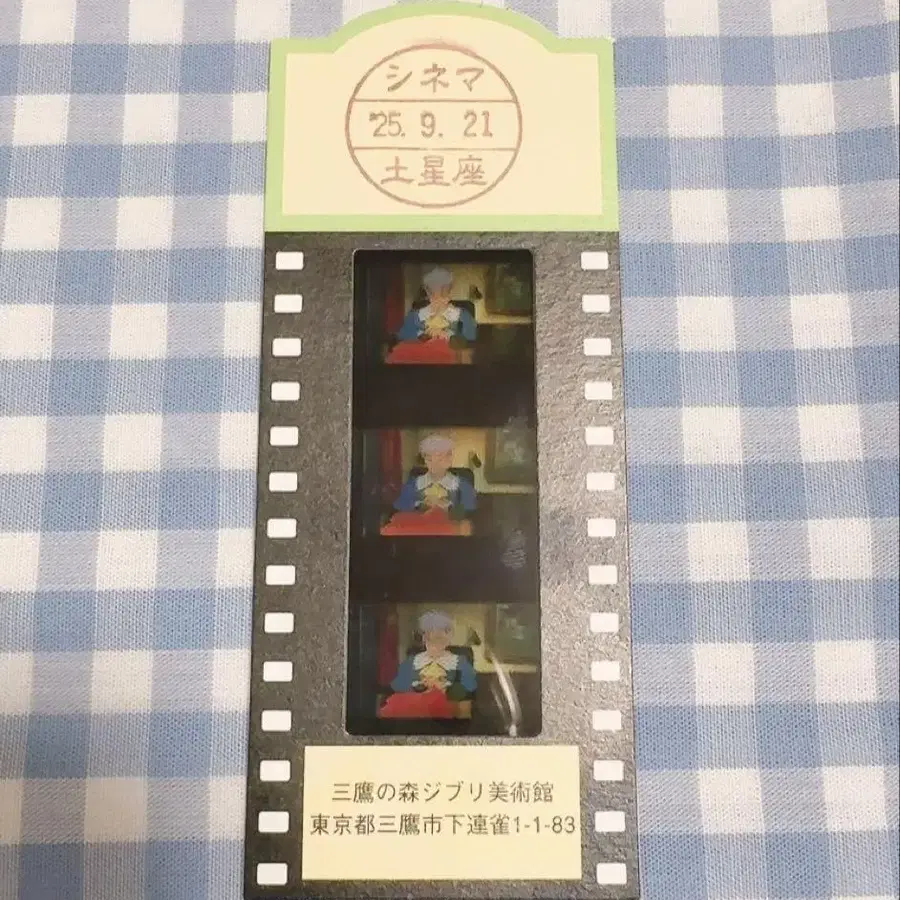 シネマ
'25. 9. 21
土星座
三鷹の森ジブリ美術館
東京都三鷹市下連雀1-1-83